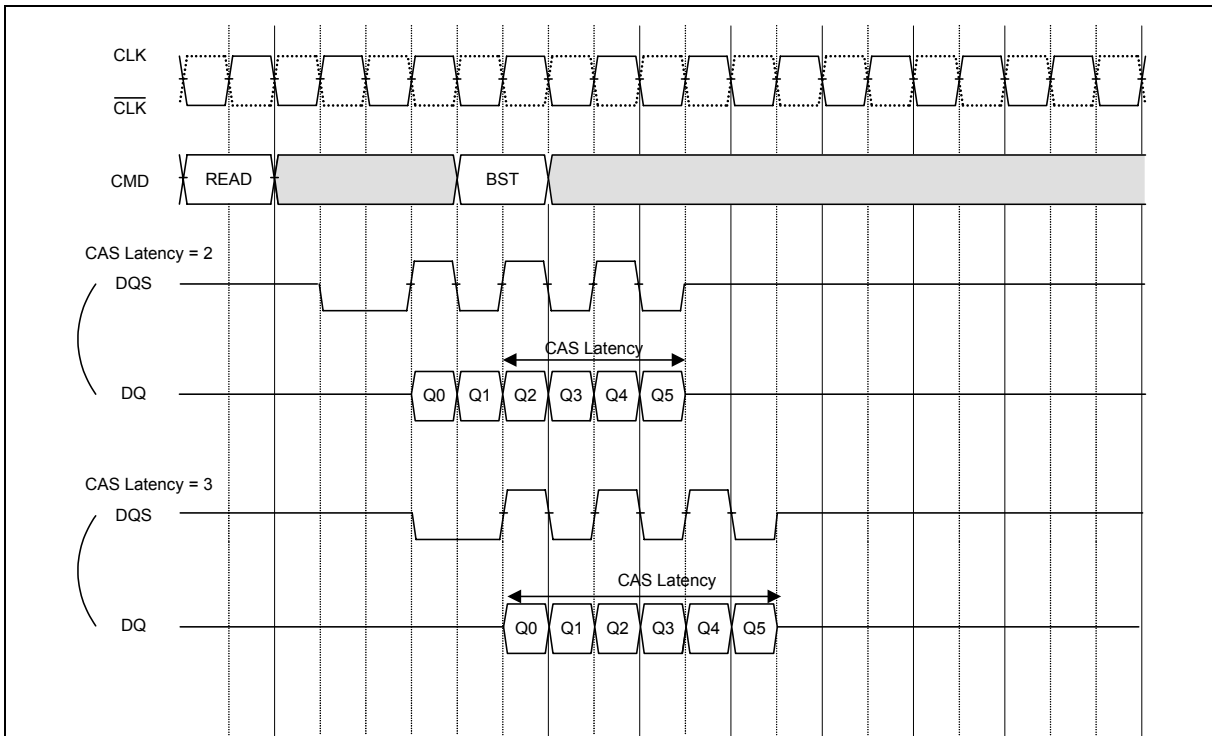 CLK
CLK
CMD READ BST
CAS Latency = 2
DQS
CAS Latency
DQ Q0 Q1 Q2 Q3 Q4 Q5
CAS Latency = 3
DQS
CAS Latency
DQ Q0 Q1 Q2 Q3 Q4 Q5